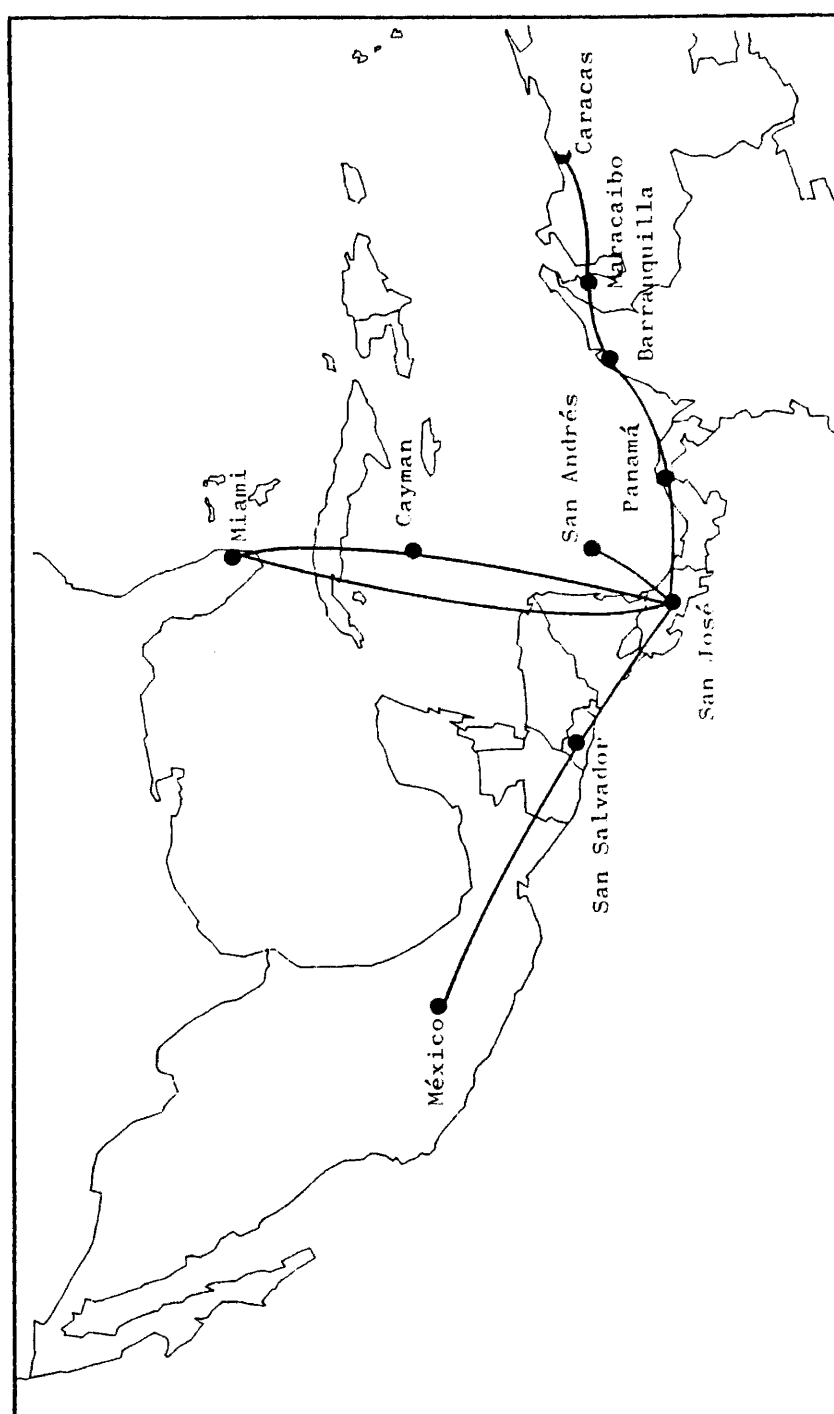 Miami
Cayman
San Andrés
Caracas
Maracaibo
Barranquilla
Panamá
San José
San Salvador
México